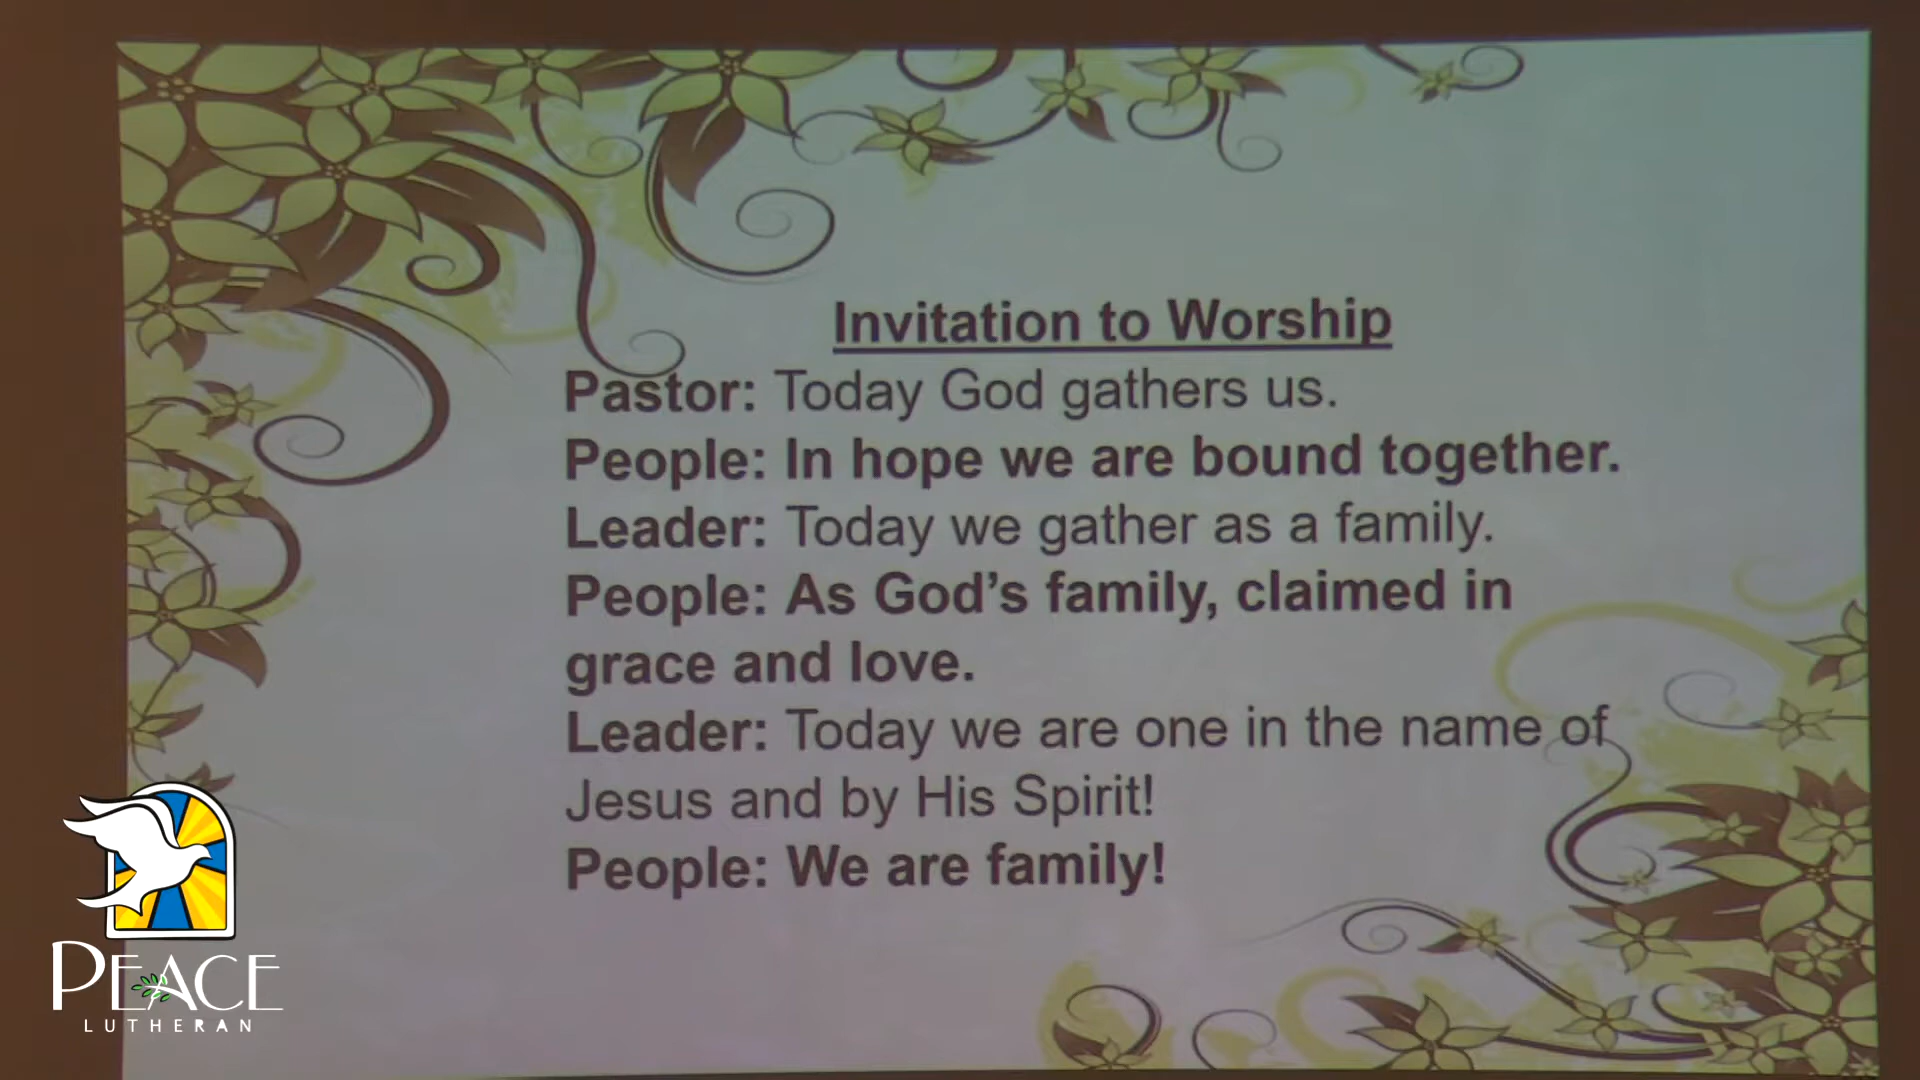 Invitation to Worship
Pastor: Today God gathers us.
People: In hope we are bound together.
Leader: Today we gather as a family.
People: As God’s family, claimed in
grace and love.
Leader: Today we are one in the name of
Jesus and by His Spirit!
People: We are family!
PEACE
LUTHERAN